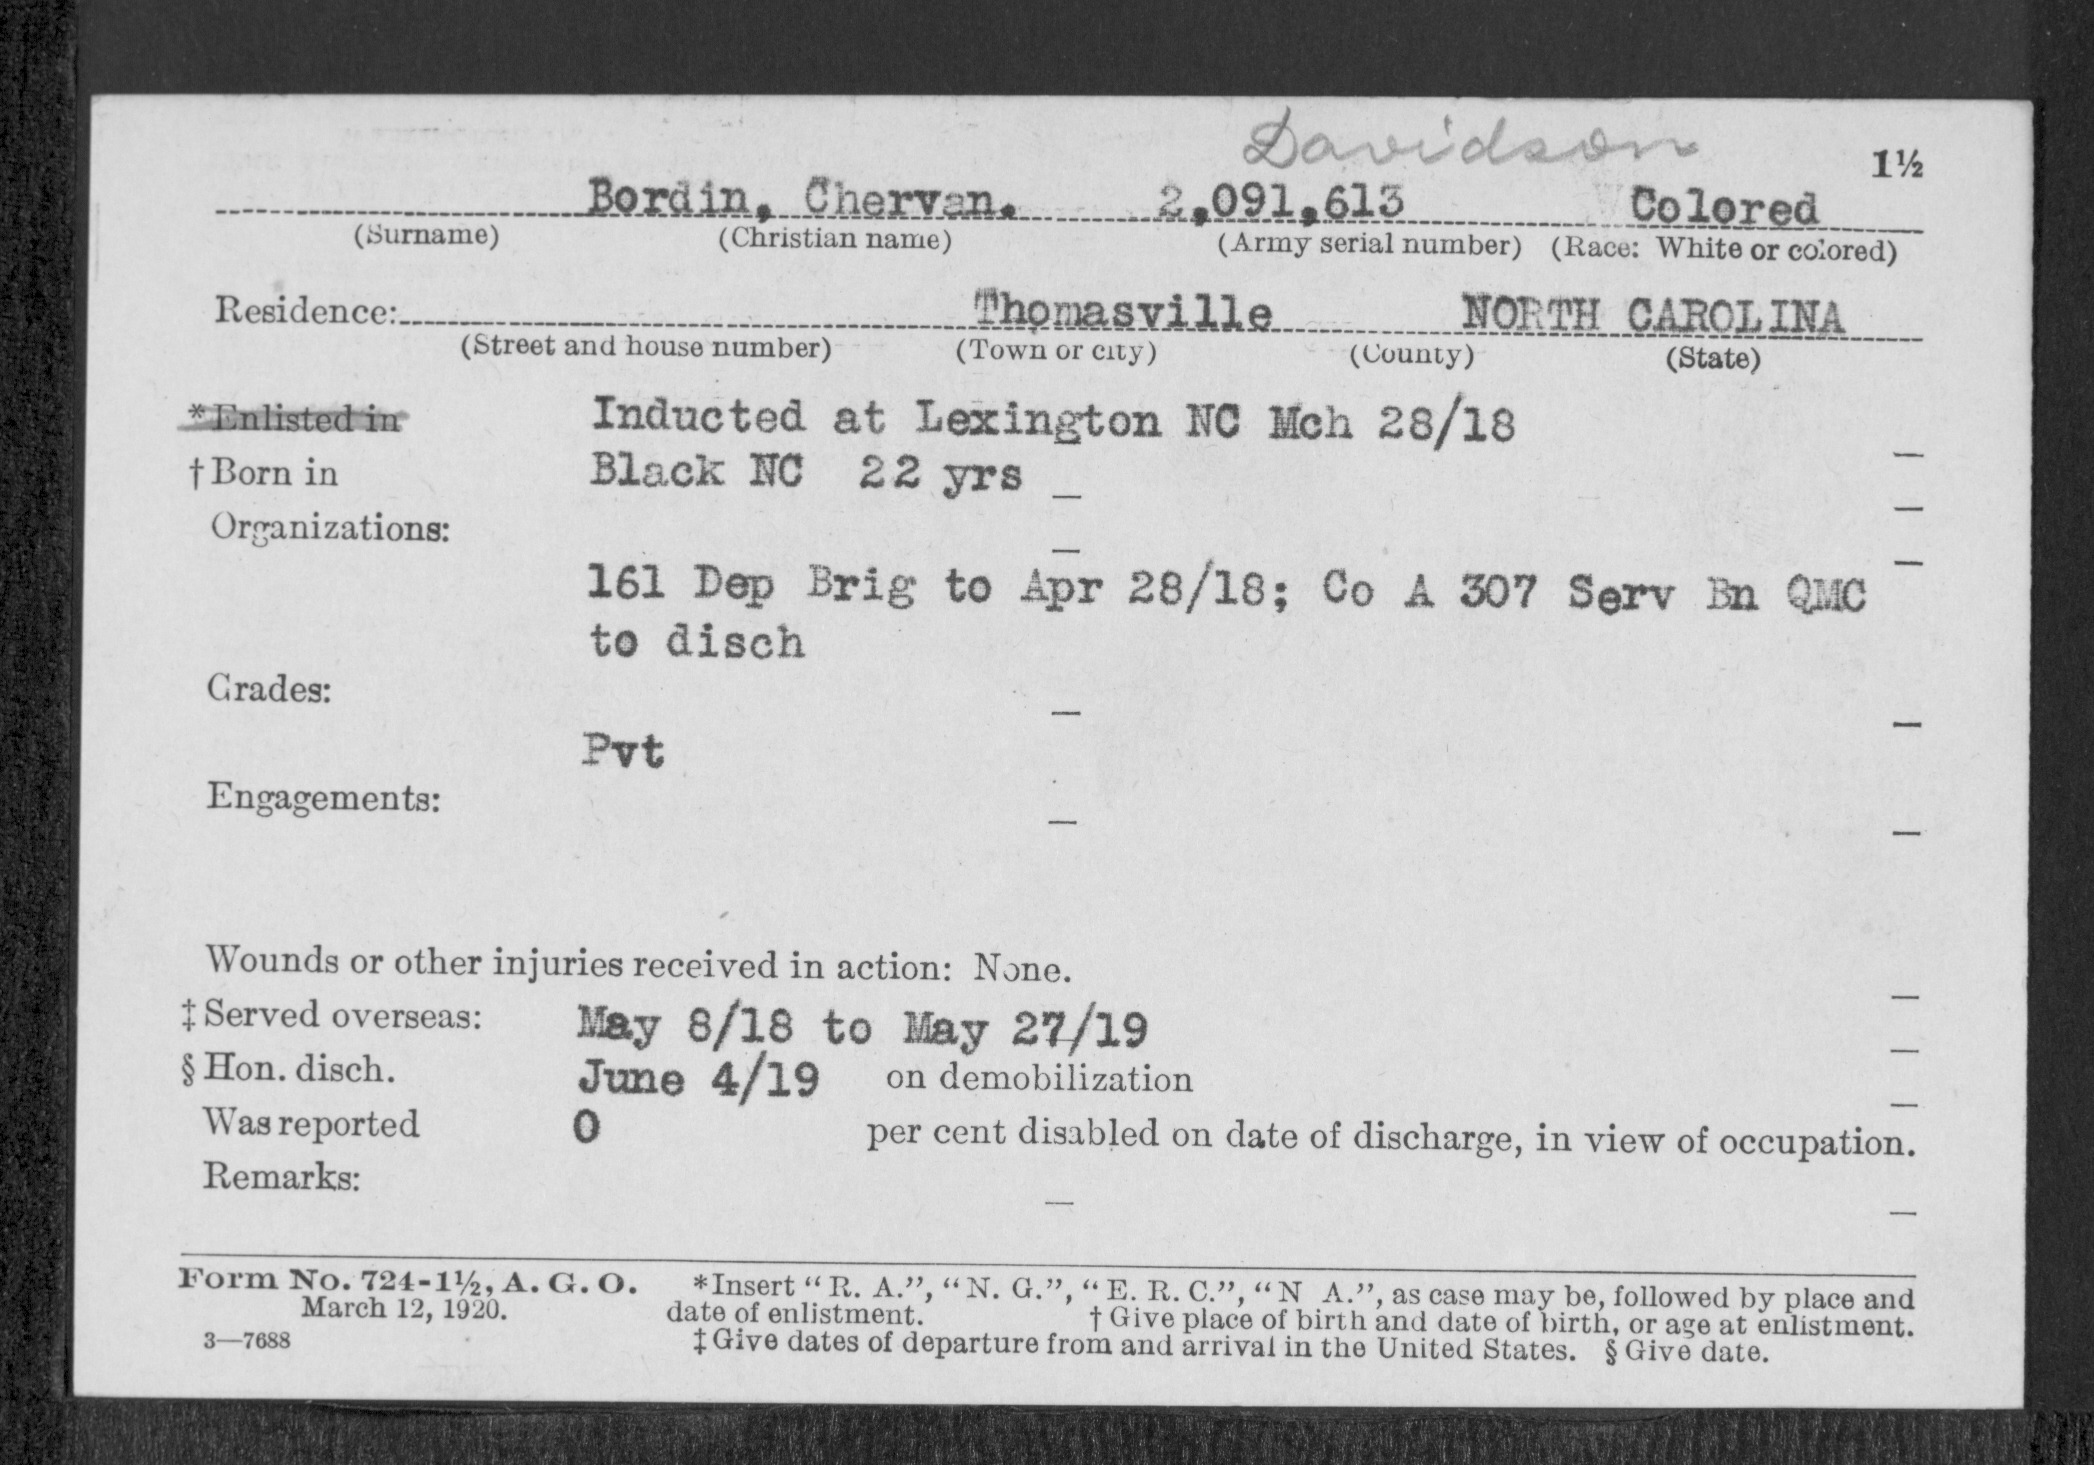 Davidson
1½
Bordin, Chervan. 2,091,613 Colored
(Surname) (Christian name) (Army serial number) (Race: White or colored)
Residence: Thomasville NORTH CAROLINA
(Street and house number) (Town or city) (County) (State)
*Enlisted in Inducted at Lexington NC Mch 28/18
†Born in Black NC 22 yrs
Organizations:
161 Dep Brig to Apr 28/18; Co A 307 Serv Bn QMC
to disch
Grades:
Pvt
Engagements:
Wounds or other injuries received in action: None.
‡Served overseas: May 8/18 to May 27/19
§Hon. disch. June 4/19 on demobilization
Was reported 0 per cent disabled on date of discharge, in view of occupation.
Remarks:
Form No. 724-1½, A. G. O. *Insert "R. A.", "N. G.", "E. R. C.", "N A.", as case may be, followed by place and
March 12, 1920. date of enlistment. †Give place of birth and date of birth, or age at enlistment.
3—7688 ‡Give dates of departure from and arrival in the United States. §Give date.